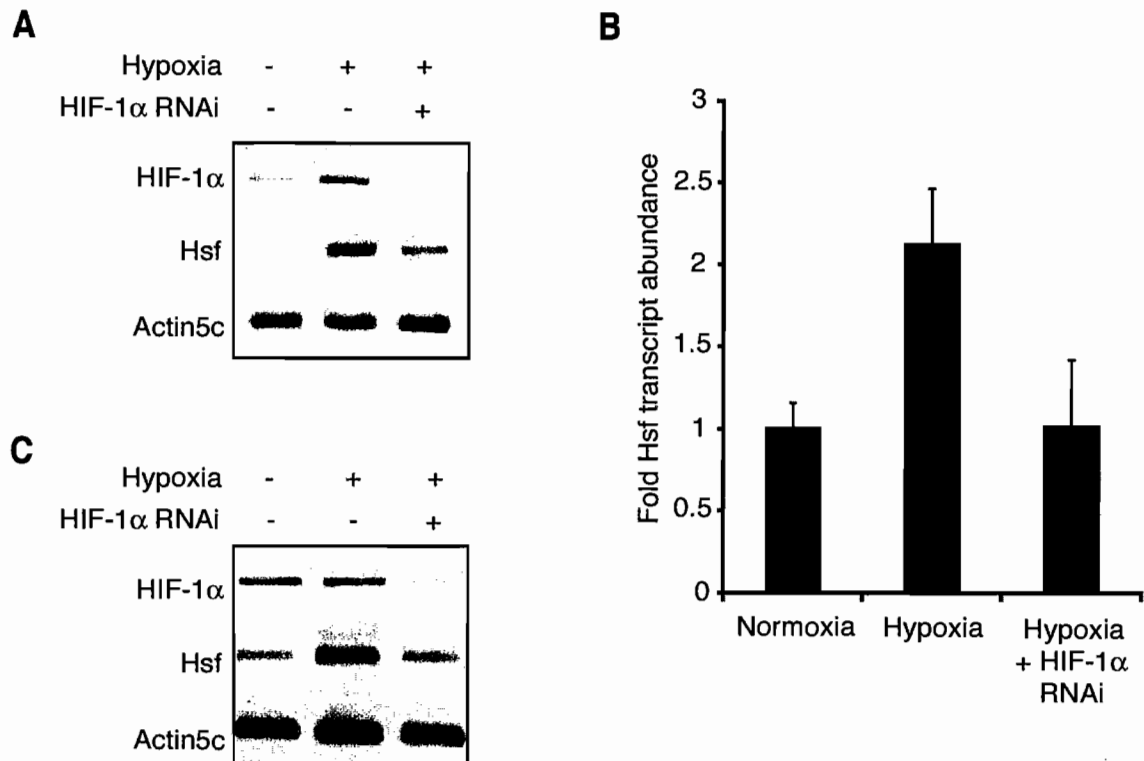 A
Hypoxia - + +
HIF-1α RNAi - - +
HIF-1α
Hsf
Actin5c
B
Fold Hsf transcript abundance
3
2.5
2
1.5
1
0.5
0
Normoxia
Hypoxia
Hypoxia
+ HIF-1α
RNAi
C
Hypoxia - + +
HIF-1α RNAi - - +
HIF-1α
Hsf
Actin5c